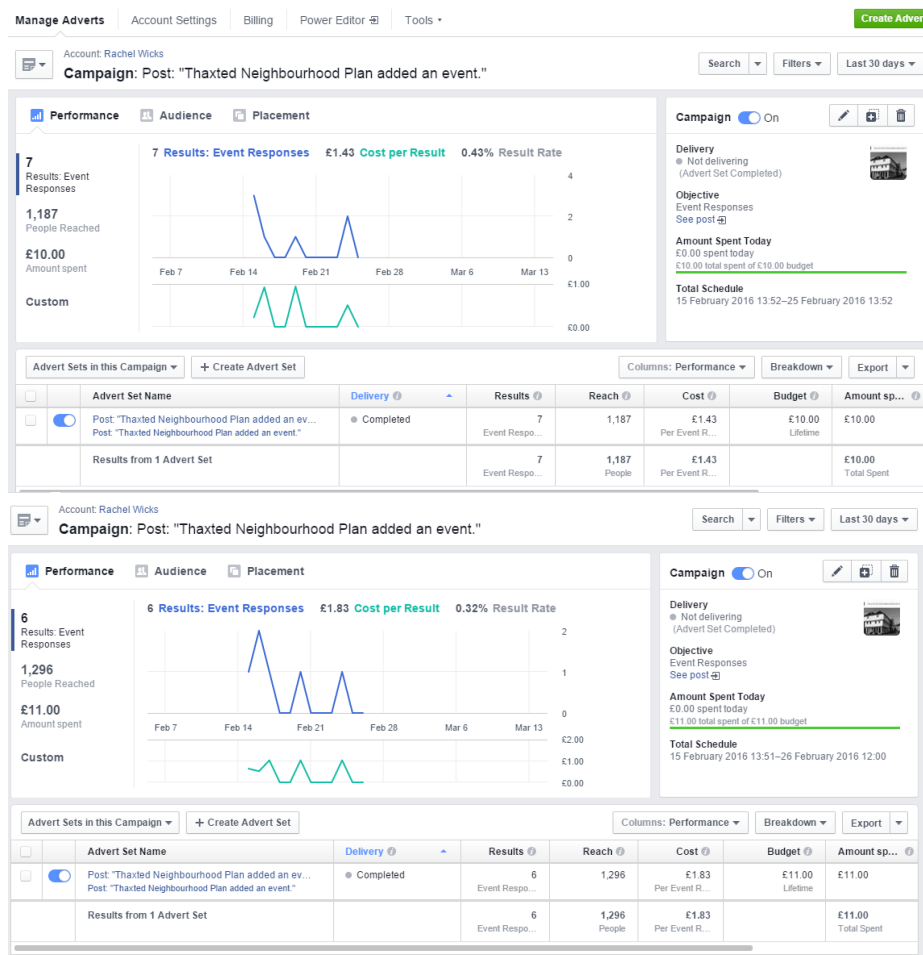 Manage Adverts Account Settings Billing Power Editor Tools
Create Adver
Account: Rachel Wicks
Campaign: Post: "Thaxted Neighbourhood Plan added an event."
Search Filters Last 30 days
Performance Audience Placement
7
Results: Event
Responses
1,187
People Reached
£10.00
Amount spent
Custom
7 Results: Event Responses £1.43 Cost per Result 0.43% Result Rate
4
2
0
Feb 7 Feb 14 Feb 21 Feb 28 Mar 6 Mar 13
£1.00
£0.00
Campaign On
Delivery
Not delivering
(Advert Set Completed)
Objective
Event Responses
See post
Amount Spent Today
£0.00 spent today
£10.00 total spent of £10.00 budget
Total Schedule
15 February 2016 13:52–25 February 2016 13:52
Advert Sets in this Campaign + Create Advert Set Columns: Performance Breakdown Export
Advert Set Name Delivery Results Reach Cost Budget Amount sp...
Post: "Thaxted Neighbourhood Plan added an ev... Completed 7 1,187 £1.43 £10.00 £10.00
Post: "Thaxted Neighbourhood Plan added an event." Event Respo... Per Event R... Lifetime
Results from 1 Advert Set 7 1,187 £1.43 £10.00
Event Respo... People Per Event R... Total Spent
Account: Rachel Wicks
Campaign: Post: "Thaxted Neighbourhood Plan added an event."
Search Filters Last 30 days
Performance Audience Placement
6
Results: Event
Responses
1,296
People Reached
£11.00
Amount spent
Custom
6 Results: Event Responses £1.83 Cost per Result 0.32% Result Rate
2
1
0
Feb 7 Feb 14 Feb 21 Feb 28 Mar 6 Mar 13
£2.00
£1.00
£0.00
Campaign On
Delivery
Not delivering
(Advert Set Completed)
Objective
Event Responses
See post
Amount Spent Today
£0.00 spent today
£11.00 total spent of £11.00 budget
Total Schedule
15 February 2016 13:51–26 February 2016 12:00
Advert Sets in this Campaign + Create Advert Set Columns: Performance Breakdown Export
Advert Set Name Delivery Results Reach Cost Budget Amount sp...
Post: "Thaxted Neighbourhood Plan added an ev... Completed 6 1,296 £1.83 £11.00 £11.00
Post: "Thaxted Neighbourhood Plan added an event." Event Respo... Per Event R... Lifetime
Results from 1 Advert Set 6 1,296 £1.83 £11.00
Event Respo... People Per Event R... Total Spent